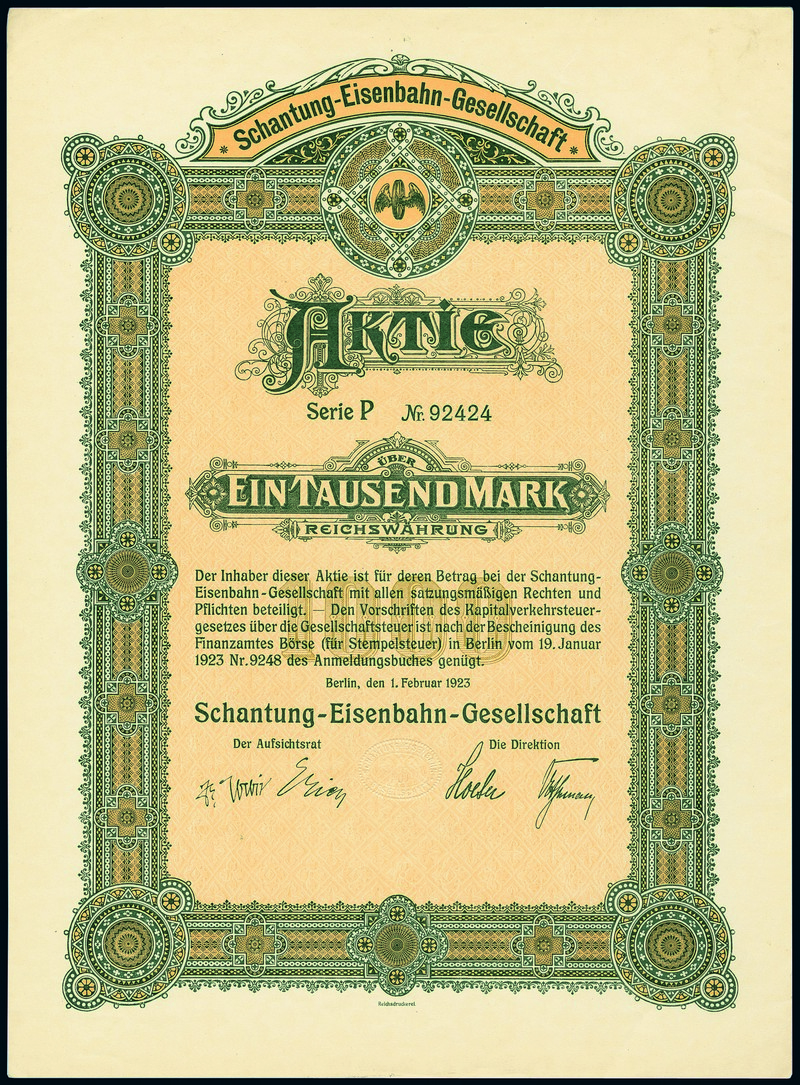 * Schantung-Eisenbahn-Gesellschaft *
AKTIE
Serie P Nr. 92424
ÜBER
EIN TAUSEND MARK
REICHSWÄHRUNG
1000
Der Inhaber dieser Aktie ist für deren Betrag bei der Schantung-
Eisenbahn-Gesellschaft mit allen satzungsmäßigen Rechten und
Pflichten beteiligt. Den Vorschriften des Kapitalverkehrsteuer-
gesetzes über die Gesellschaftsteuer ist nach der Bescheinigung des
Finanzamtes Börse (für Stempelsteuer) in Berlin vom 19. Januar
1923 Nr. 9248 des Anmeldungsbuches genügt.
Berlin, den 1. Februar 1923
Schantung-Eisenbahn-Gesellschaft
Der Aufsichtsrat Die Direktion
Reichsdruckerei